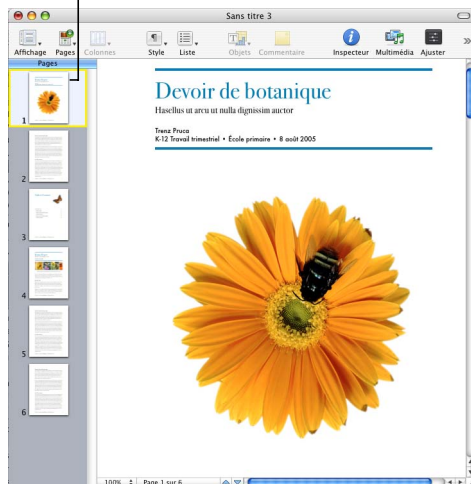 Sans titre 3
Affichage Pages Colonnes Style Liste Objets Commentaire Inspecteur Multimédia Ajuster
Pages
Devoir de botanique
Hasellus ut arcu ut nulla dignissim auctor
Trenz Pruca
K-12 Travail trimestriel • École primaire • 8 août 2005
1
2
3
4
5
6
100% Page 1 sur 6